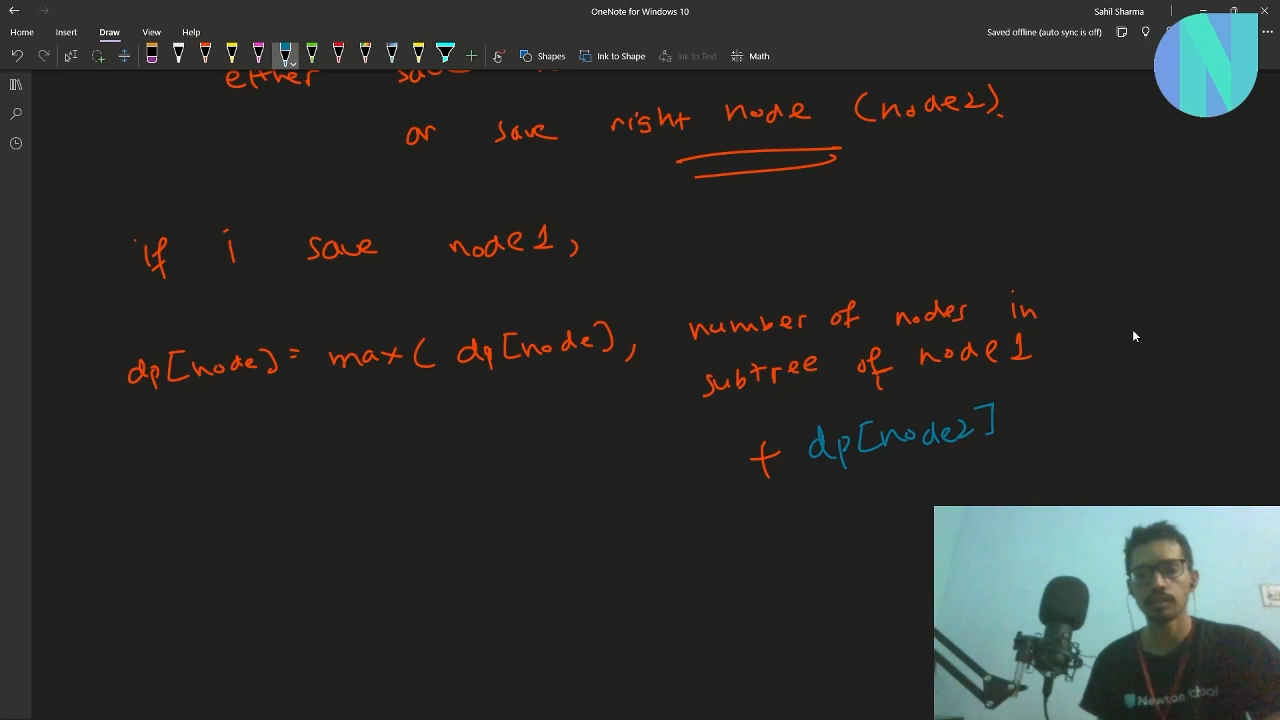 OneNote for Windows 10
Sahil Sharma
Home Insert Draw View Help
Saved offline (auto sync is off)
Shapes Ink to Shape Ink to Text Math
either save
or save right node (node2).
if i save node1,
dp[node] = max( dp[node], number of nodes in
subtree of node1
+ dp[node2]
Newton